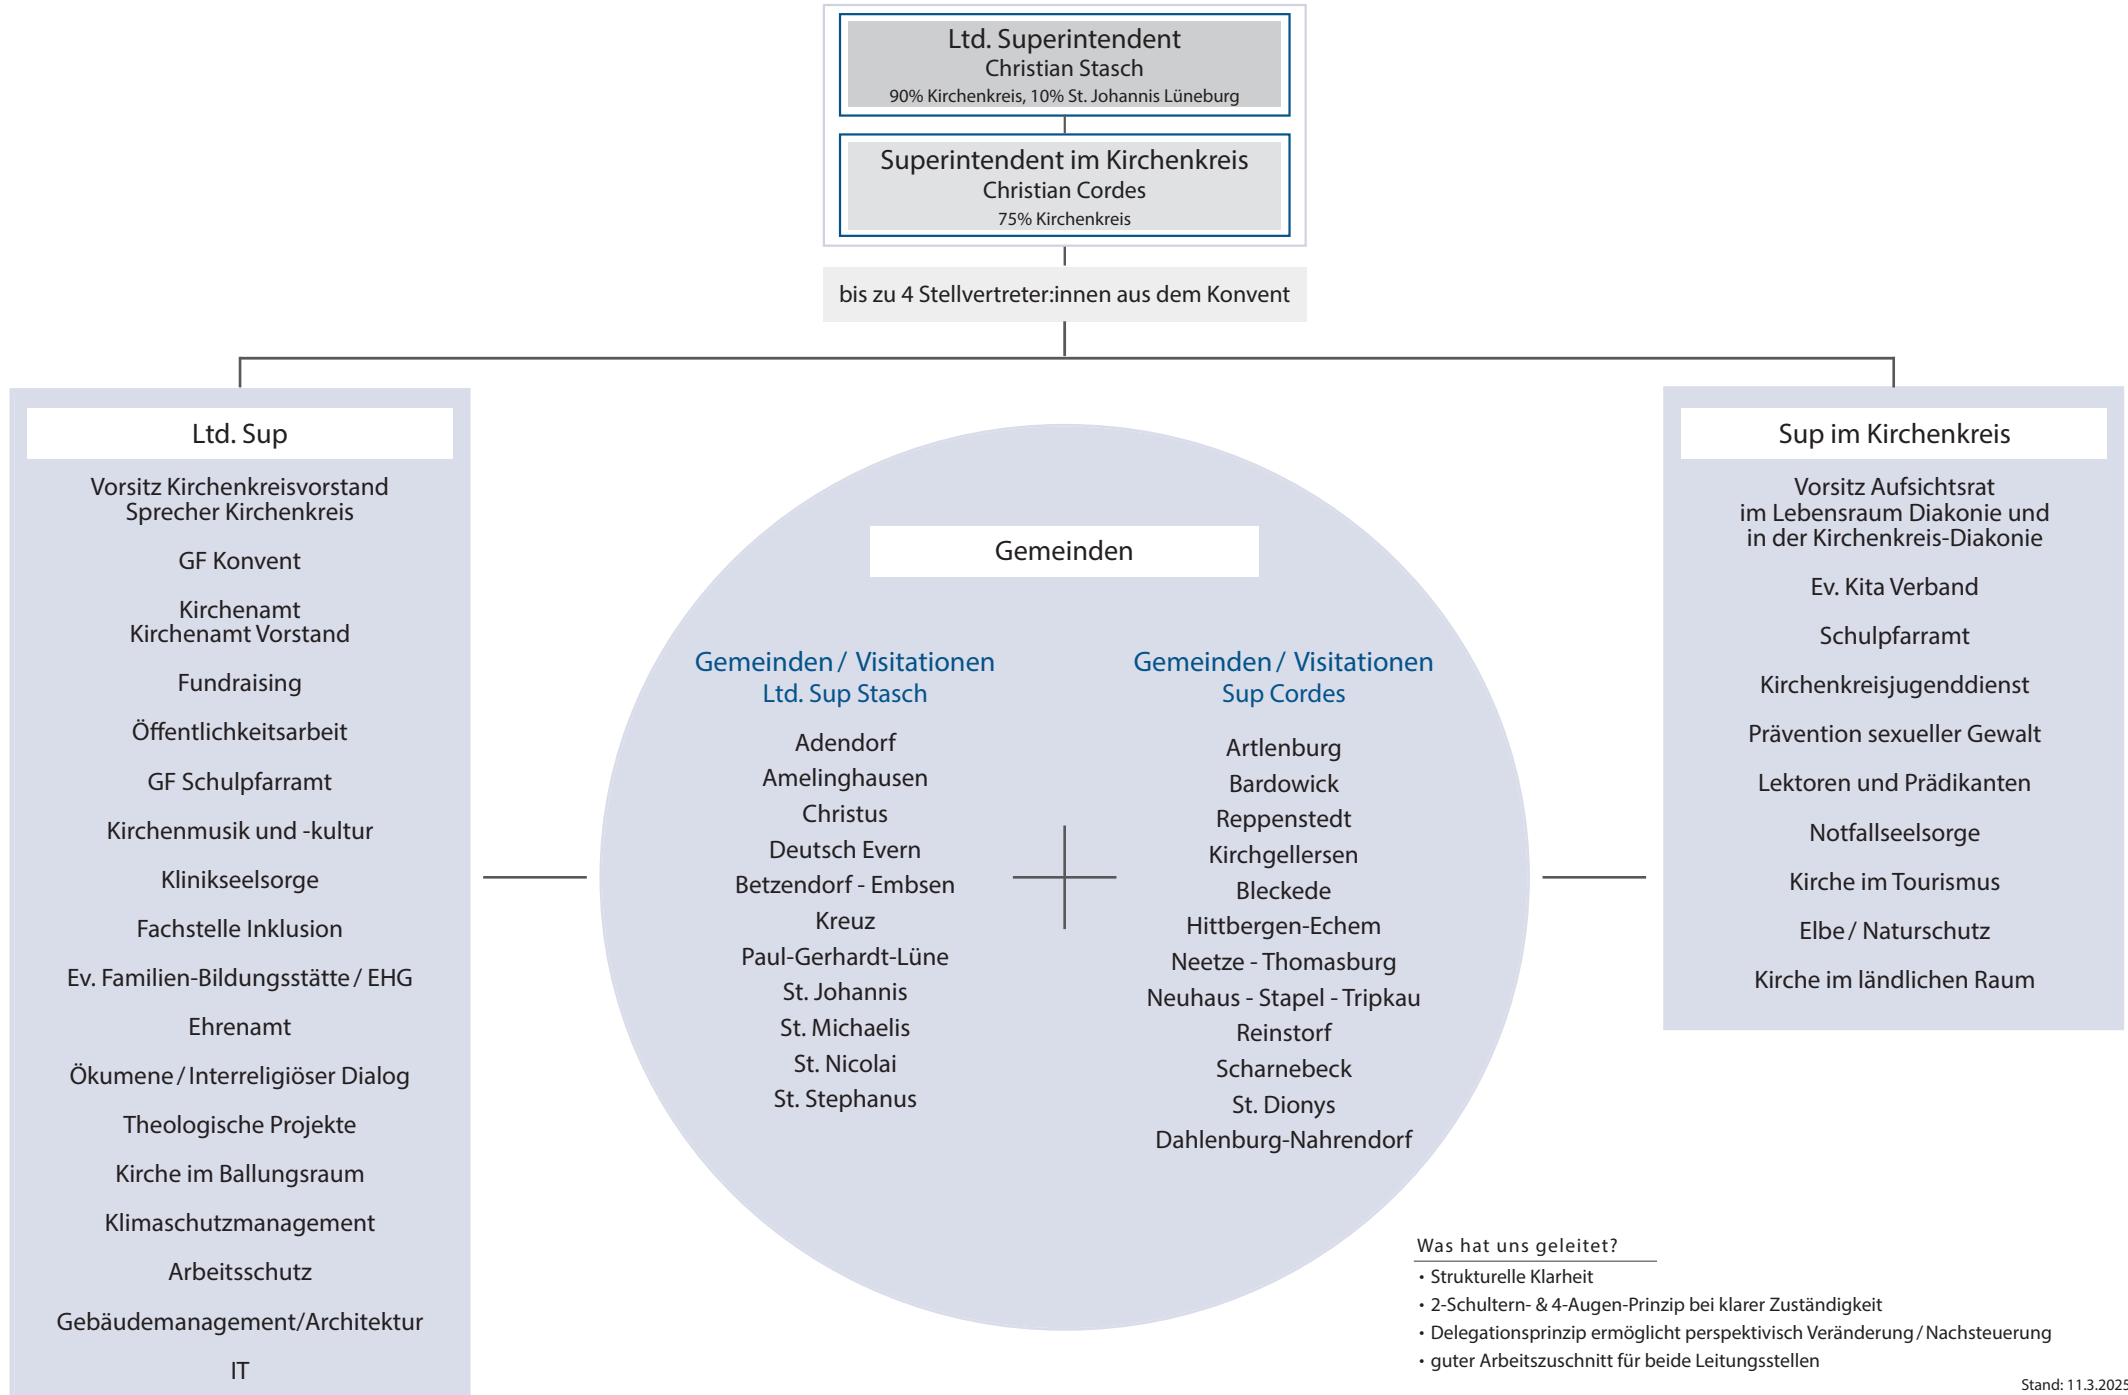 Ltd. Superintendent
Christian Stasch
90% Kirchenkreis, 10% St. Johannis Lüneburg
Superintendent im Kirchenkreis
Christian Cordes
75% Kirchenkreis
bis zu 4 Stellvertreter:innen aus dem Konvent
Ltd. Sup
Vorsitz Kirchenkreisvorstand
Sprecher Kirchenkreis
GF Konvent
Kirchenamt
Kirchenamt Vorstand
Fundraising
Öffentlichkeitsarbeit
GF Schulpfarramt
Kirchenmusik und -kultur
Klinikseelsorge
Fachstelle Inklusion
Ev. Familien-Bildungsstätte / EHG
Ehrenamt
Ökumene / Interreligiöser Dialog
Theologische Projekte
Kirche im Ballungsraum
Klimaschutzmanagement
Arbeitsschutz
Gebäudemanagement/Architektur
IT
Gemeinden
Gemeinden / Visitationen
Ltd. Sup Stasch
Adendorf
Amelinghausen
Christus
Deutsch Evern
Betzendorf - Embsen
Kreuz
Paul-Gerhardt-Lüne
St. Johannis
St. Michaelis
St. Nicolai
St. Stephanus
Gemeinden / Visitationen
Sup Cordes
Artlenburg
Bardowick
Reppenstedt
Kirchgellersen
Bleckede
Hittbergen-Echem
Neetze - Thomasburg
Neuhaus - Stapel - Tripkau
Reinstorf
Scharnebeck
St. Dionys
Dahlenburg-Nahrendorf
Sup im Kirchenkreis
Vorsitz Aufsichtsrat
im Lebensraum Diakonie und
in der Kirchenkreis-Diakonie
Ev. Kita Verband
Schulpfarramt
Kirchenkreisjugenddienst
Prävention sexueller Gewalt
Lektoren und Prädikanten
Notfallseelsorge
Kirche im Tourismus
Elbe / Naturschutz
Kirche im ländlichen Raum
Was hat uns geleitet?
• Strukturelle Klarheit
• 2-Schultern- & 4-Augen-Prinzip bei klarer Zuständigkeit
• Delegationsprinzip ermöglicht perspektivisch Veränderung / Nachsteuerung
• guter Arbeitszuschnitt für beide Leitungsstellen
Stand: 11.3.2025